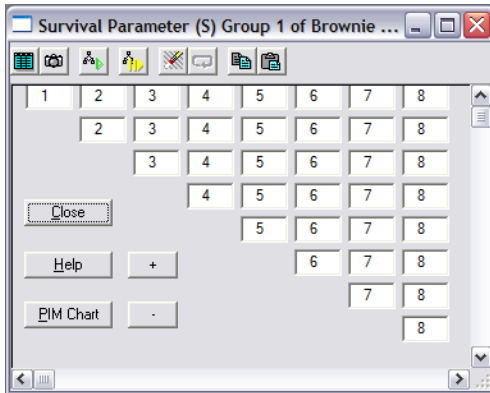 Survival Parameter (S) Group 1 of Brownie ...
1 2 3 4 5 6 7 8
2 3 4 5 6 7 8
3 4 5 6 7 8
4 5 6 7 8
Close
5 6 7 8
Help + 6 7 8
7 8
PIM Chart -
8